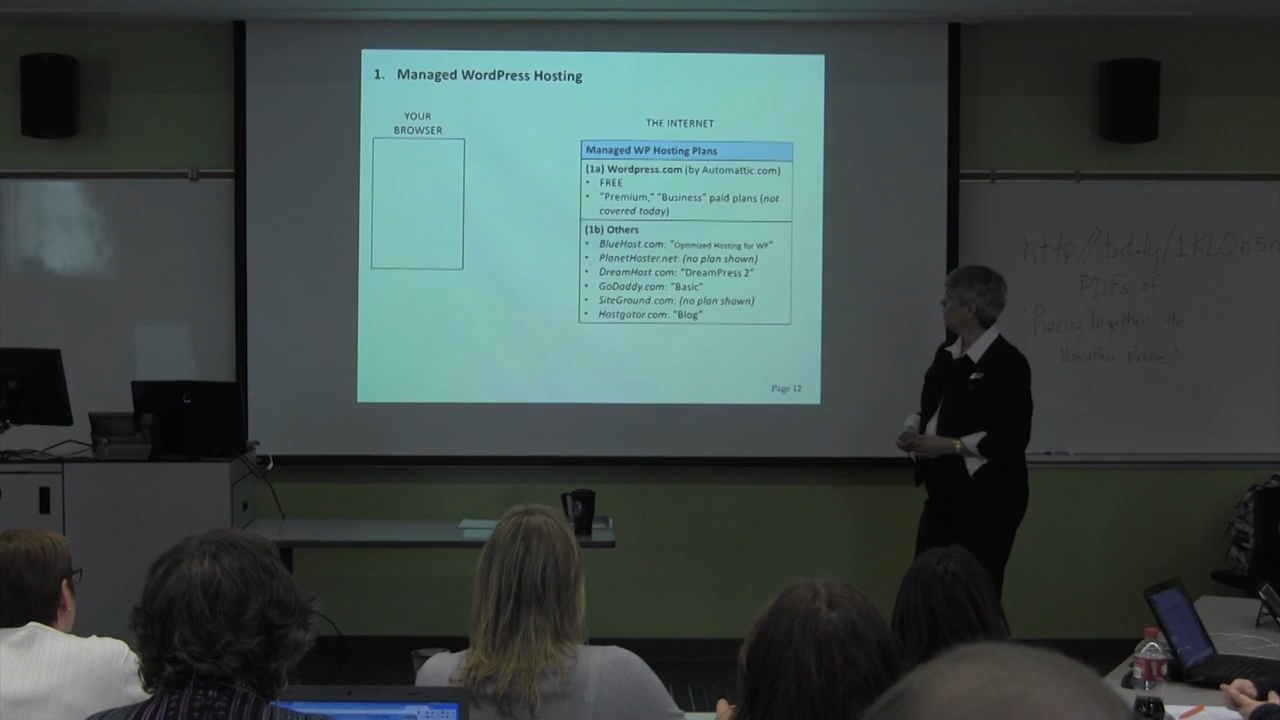 1. Managed WordPress Hosting
YOUR
BROWSER
THE INTERNET
Managed WP Hosting Plans
(1a) Wordpress.com (by Automattic.com)
• FREE
• "Premium," "Business" paid plans (not
covered today)
(1b) Others
• BlueHost.com: "Optimized Hosting for WP"
• PlanetHoster.net: (no plan shown)
• DreamHost.com: "DreamPress 2"
• GoDaddy.com: "Basic"
• SiteGround.com: (no plan shown)
• Hostgator.com: "Blog"
Page 12
PDFs of
"Piecing Together the
WordPress Puzzle"